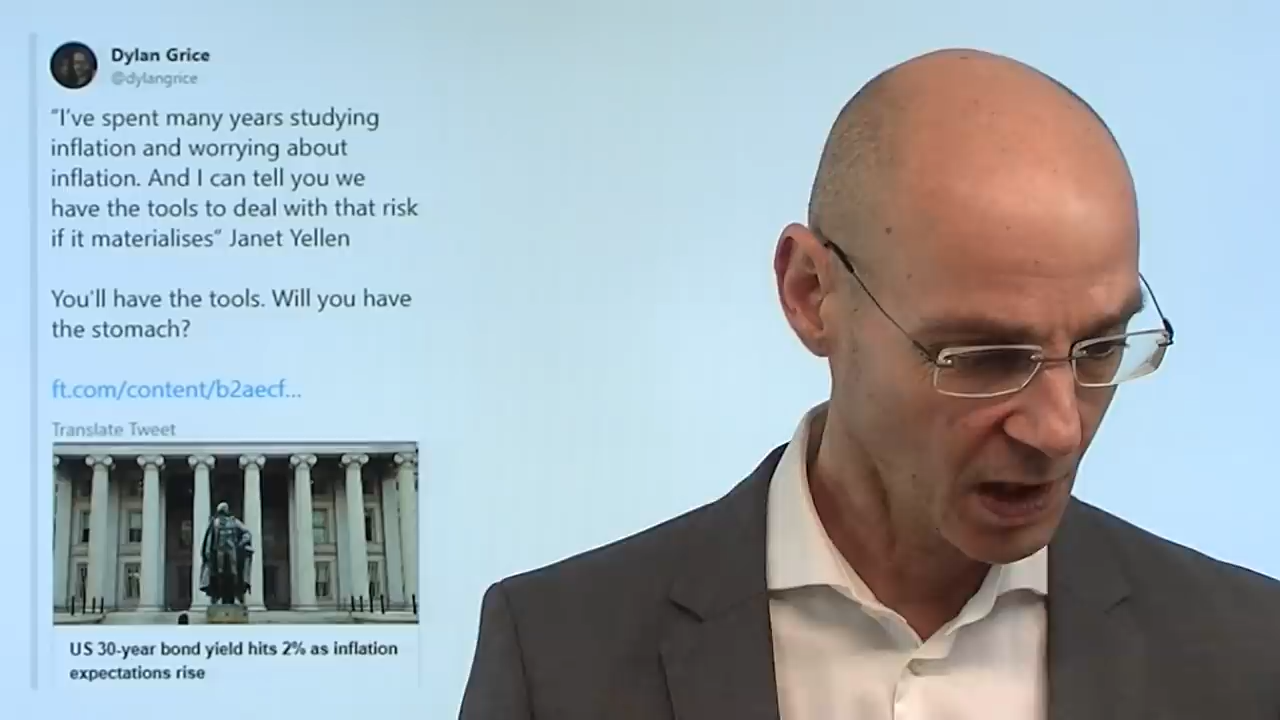 Dylan Grice
@dylangrice
"I've spent many years studying
inflation and worrying about
inflation. And I can tell you we
have the tools to deal with that risk
if it materialises" Janet Yellen
You'll have the tools. Will you have
the stomach?
ft.com/content/b2aecf...
Translate Tweet
US 30-year bond yield hits 2% as inflation
expectations rise